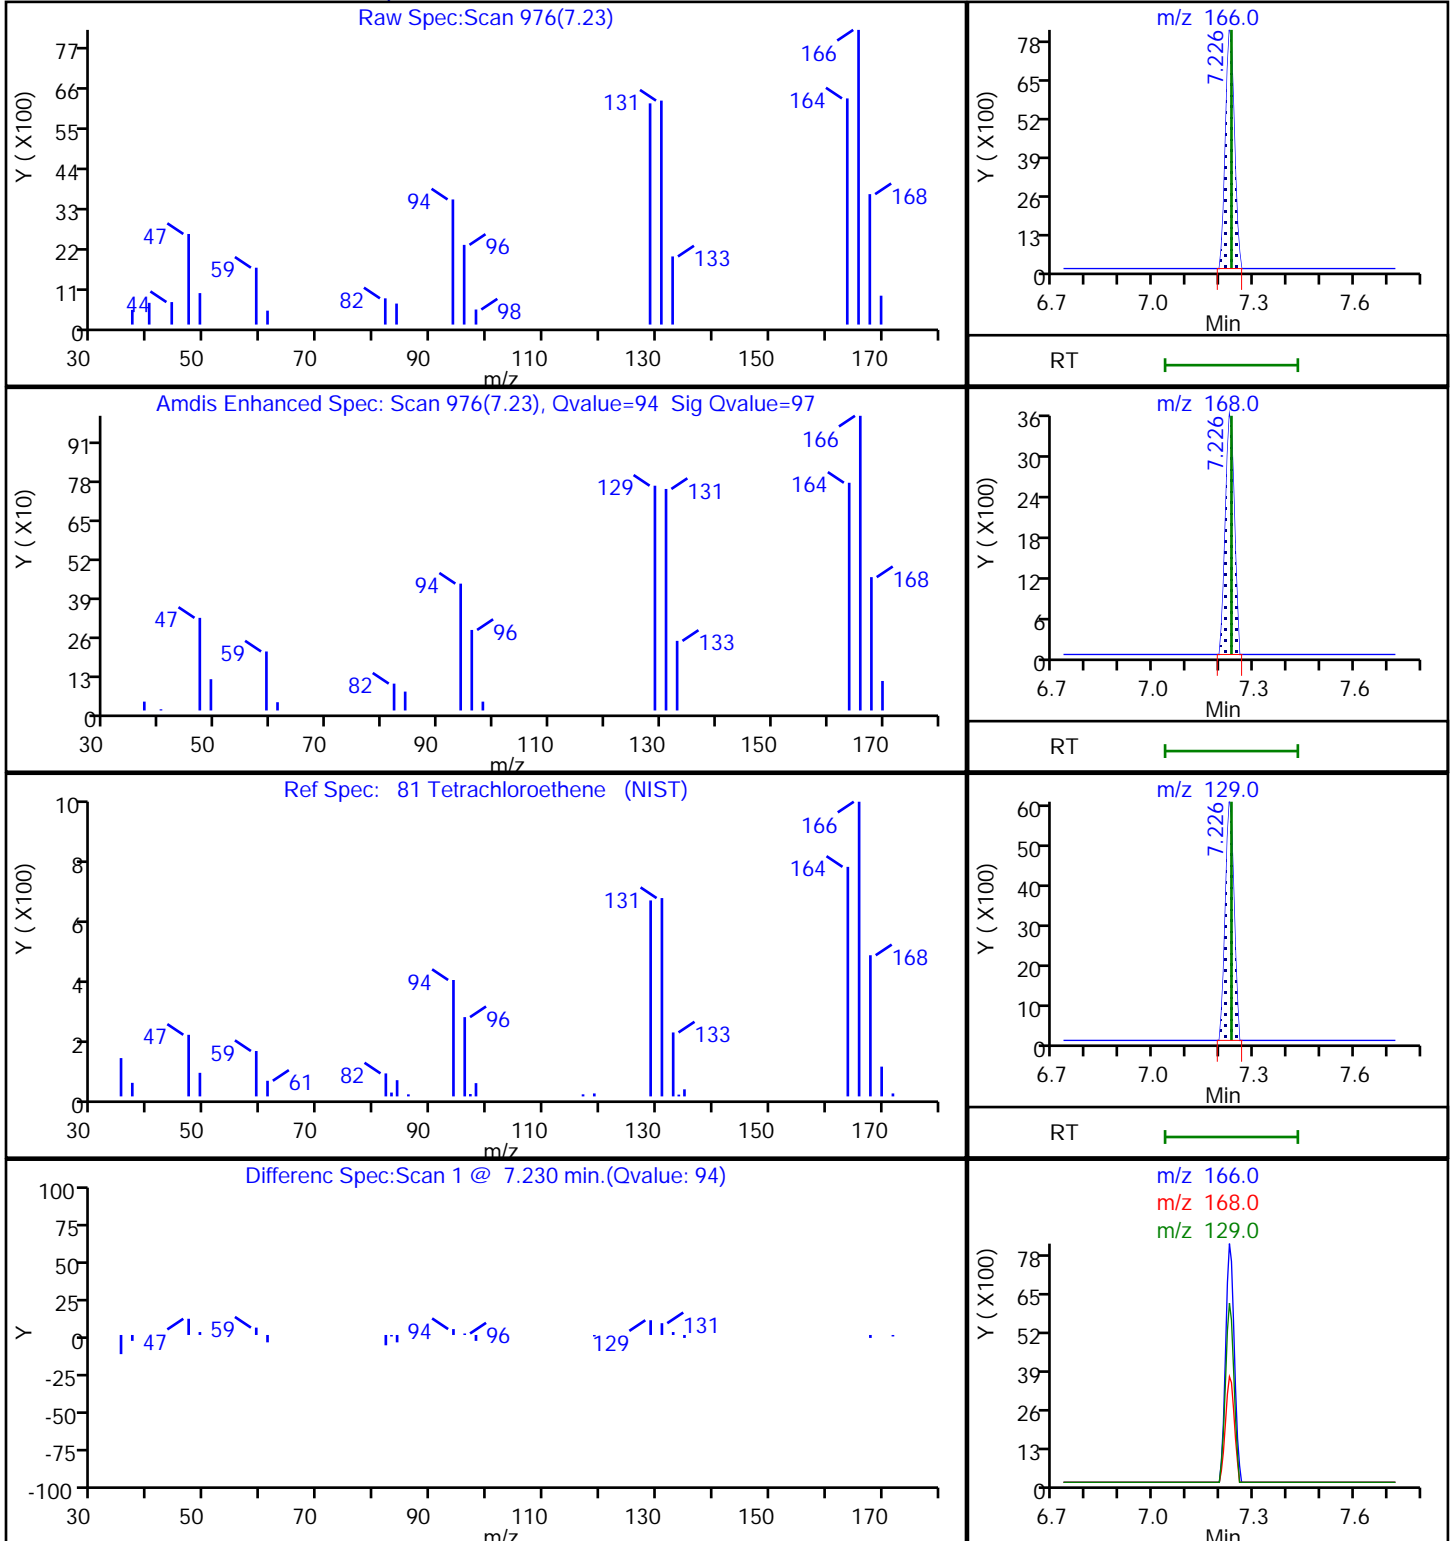 Raw Spec:Scan 976(7.23)
Y ( X100)
77
66
55
44
33
22
11
0
166
164
131
168
94
96
133
47
59
44
82
98
30 50 70 90 110 130 150 170
m/z
m/z 166.0
Y ( X100)
78
65
52
39
26
13
0
7.226
6.7 7.0 7.3 7.6
Min
RT
Amdis Enhanced Spec: Scan 976(7.23), Qvalue=94 Sig Qvalue=97
Y ( X10)
91
78
65
52
39
26
13
0
166
164
129
131
168
94
96
133
47
59
82
30 50 70 90 110 130 150 170
m/z
m/z 168.0
Y ( X100)
36
30
24
18
12
6
0
7.226
6.7 7.0 7.3 7.6
Min
RT
Ref Spec: 81 Tetrachloroethene (NIST)
Y ( X100)
10
8
6
4
2
0
166
164
131
168
94
96
133
47
59
61
82
30 50 70 90 110 130 150 170
m/z
m/z 129.0
Y ( X100)
60
50
40
30
20
10
0
7.226
6.7 7.0 7.3 7.6
Min
RT
Differenc Spec:Scan 1 @ 7.230 min.(Qvalue: 94)
Y
100
75
50
25
0
-25
-50
-75
-100
47
59
94
96
129
131
30 50 70 90 110 130 150 170
m/z
m/z 166.0
m/z 168.0
m/z 129.0
Y ( X100)
78
65
52
39
26
13
0
6.7 7.0 7.3 7.6
Min